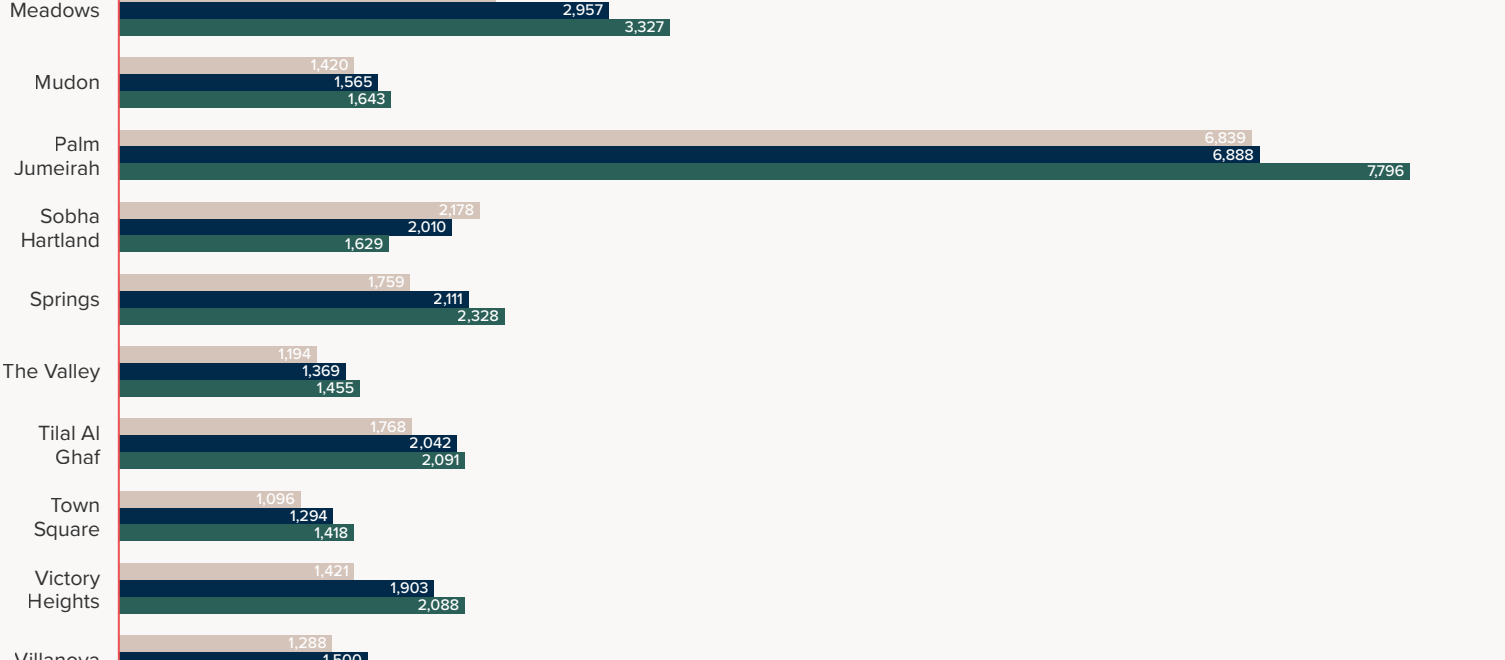 Meadows
2,957
3,327
Mudon
1,420
1,565
1,643
Palm
Jumeirah
6,839
6,888
7,796
Sobha
Hartland
2,178
2,010
1,629
Springs
1,759
2,111
2,328
The Valley
1,194
1,369
1,455
Tilal Al
Ghaf
1,768
2,042
2,091
Town
Square
1,096
1,294
1,418
Victory
Heights
1,421
1,903
2,088
Villanova
1,288
1,500